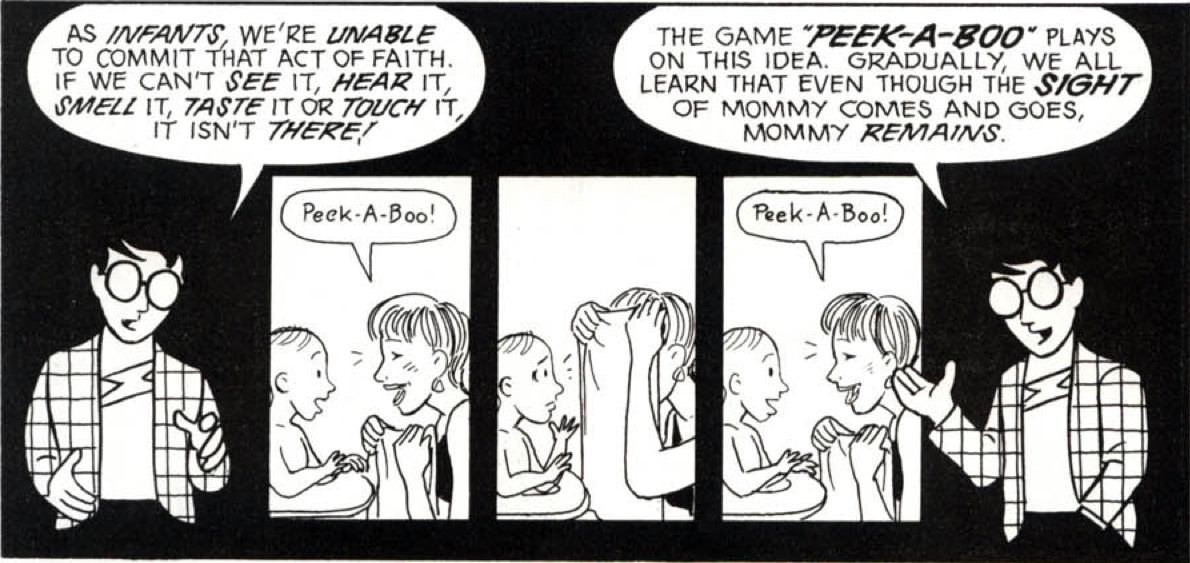 AS INFANTS, WE'RE UNABLE
TO COMMIT THAT ACT OF FAITH.
IF WE CAN'T SEE IT, HEAR IT,
SMELL IT, TASTE IT OR TOUCH IT,
IT ISN'T THERE!
THE GAME "PEEK-A-BOO" PLAYS
ON THIS IDEA. GRADUALLY, WE ALL
LEARN THAT EVEN THOUGH THE SIGHT
OF MOMMY COMES AND GOES,
MOMMY REMAINS.
Peek-A-Boo!
Peek-A-Boo!